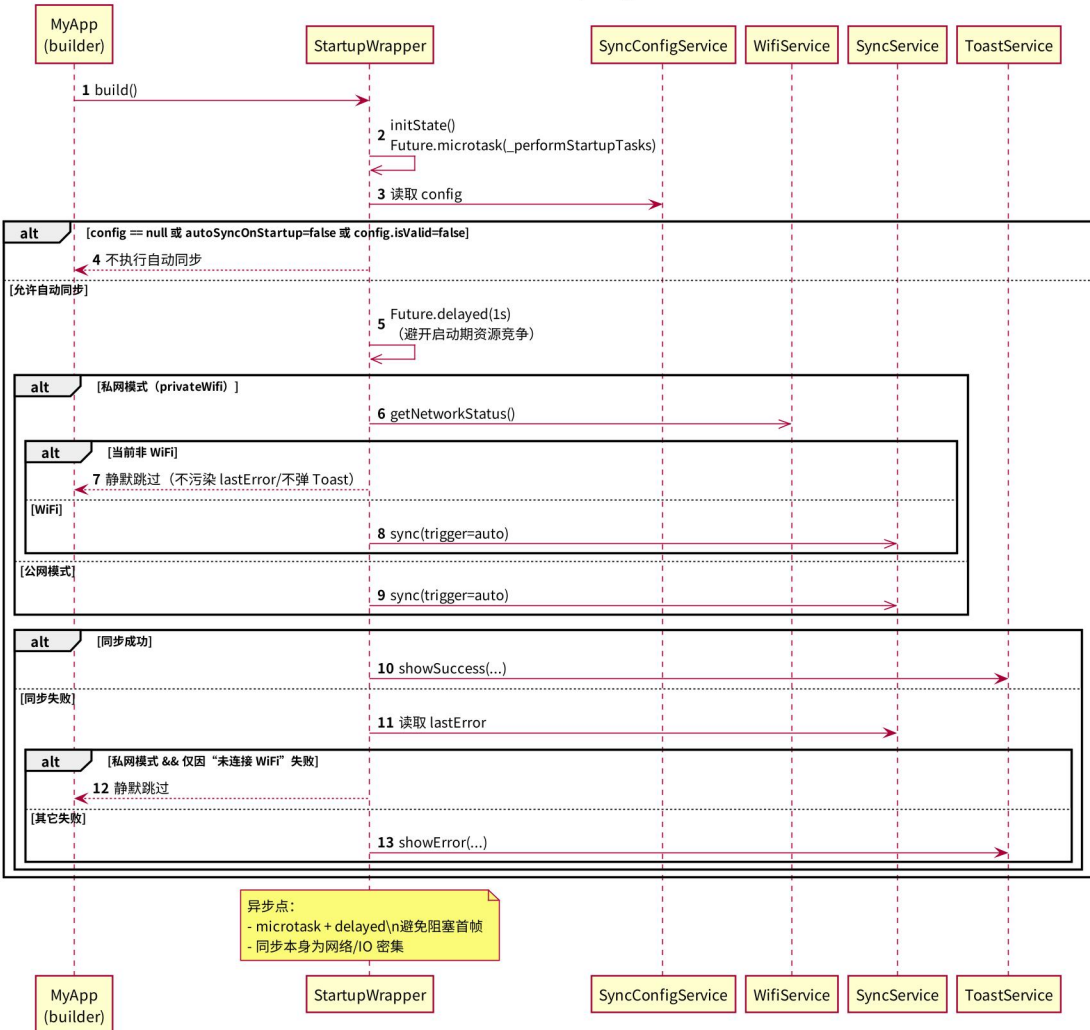 MyApp
(builder)
StartupWrapper
SyncConfigService
WifiService
SyncService
ToastService
1 build()
2 initState()
Future.microtask(_performStartupTasks)
3 读取 config
alt [config == null 或 autoSyncOnStartup=false 或 config.isValid=false]
4 不执行自动同步
[允许自动同步]
5 Future.delayed(1s)
（避开启动期资源竞争）
alt [私网模式（privateWifi）]
6 getNetworkStatus()
alt [当前非 WiFi]
7 静默跳过（不污染 lastError/不弹 Toast）
[WiFi]
8 sync(trigger=auto)
[公网模式]
9 sync(trigger=auto)
alt [同步成功]
10 showSuccess(...)
[同步失败]
11 读取 lastError
alt [私网模式 && 仅因“未连接 WiFi”失败]
12 静默跳过
[其它失败]
13 showError(...)
异步点：
- microtask + delayed\n避免阻塞首帧
- 同步本身为网络/IO 密集
MyApp
(builder)
StartupWrapper
SyncConfigService
WifiService
SyncService
ToastService